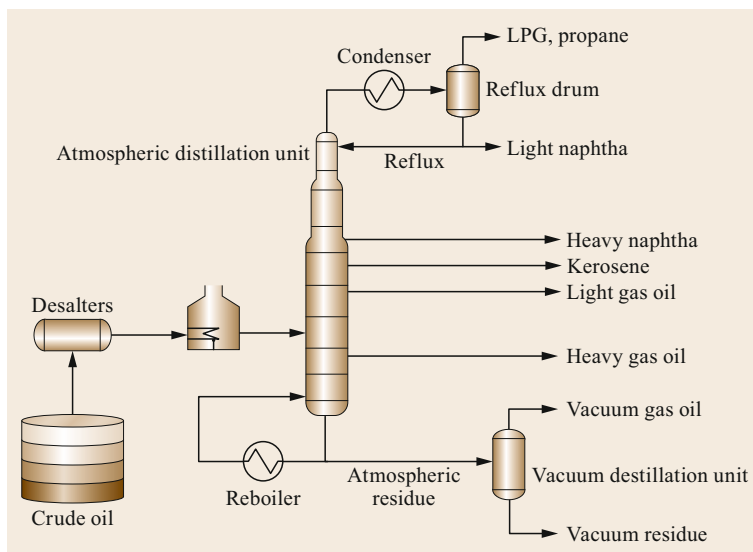 LPG, propane
Condenser
Reflux drum
Atmospheric distillation unit
Reflux
Light naphtha
Heavy naphtha
Kerosene
Light gas oil
Desalters
Heavy gas oil
Vacuum gas oil
Atmospheric
residue
Vacuum destillation unit
Reboiler
Crude oil
Vacuum residue